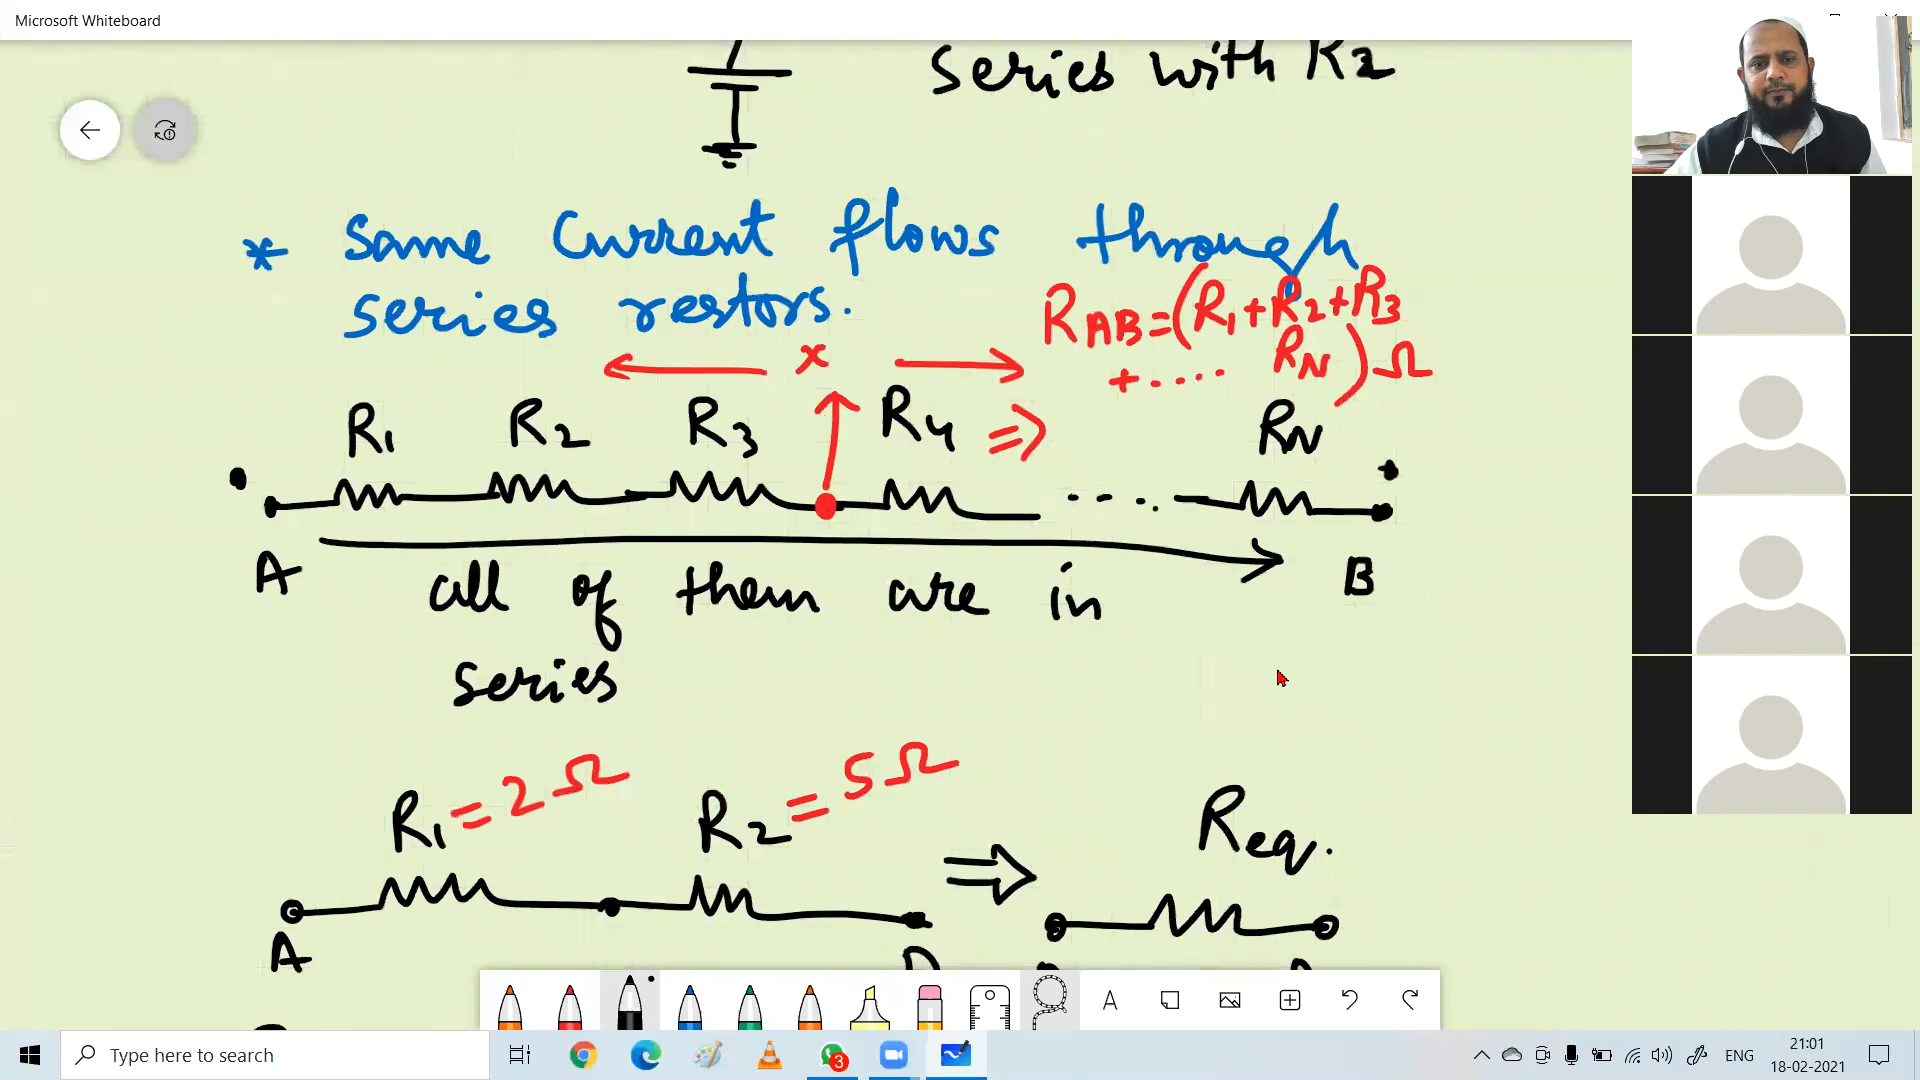 Microsoft Whiteboard
series with R2
* Same Current flows through
series restors.
RAB=(R1+R2+R3
+.... RN)Ω
x
R1 R2 R3 R4 => RN
....
A B
all of them are in
series
R1=2Ω R2=5Ω Req.
⇒
A
A
Type here to search
3
ENG
21:01
18-02-2021